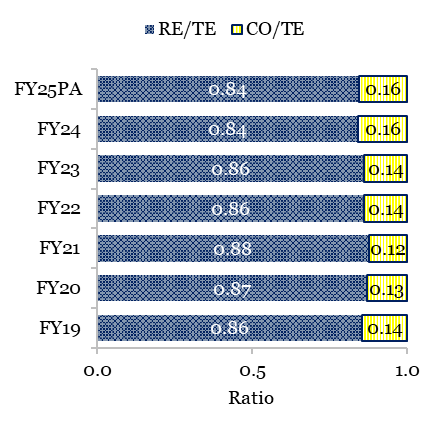 RE/TE CO/TE
FY25PA 0.84 0.16
FY24 0.84 0.16
FY23 0.86 0.14
FY22 0.86 0.14
FY21 0.88 0.12
FY20 0.87 0.13
FY19 0.86 0.14
0.0 0.5 1.0
Ratio